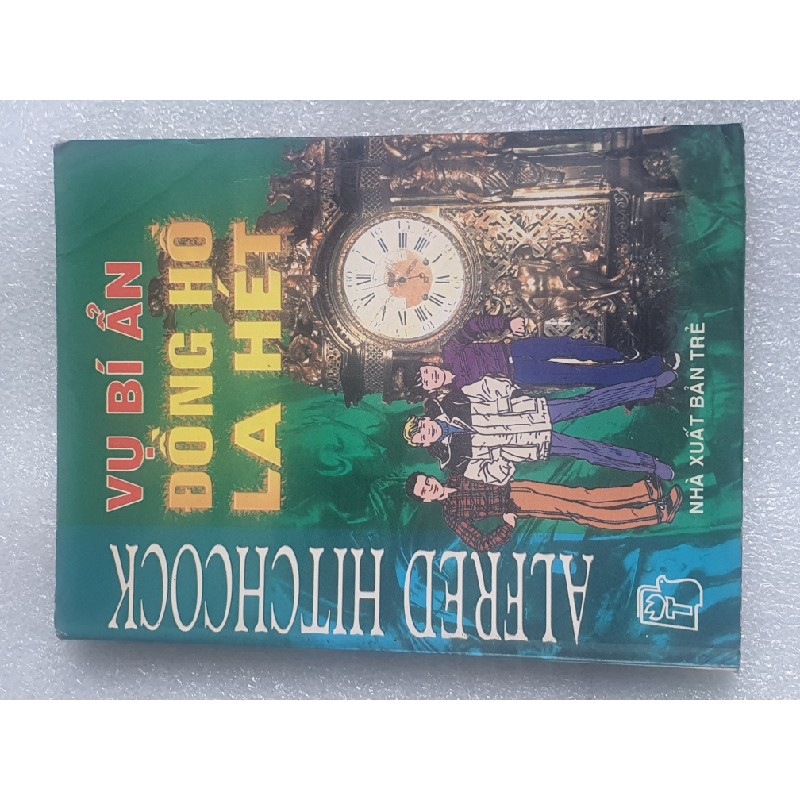 ALFRED HITCHCOCK
VỤ BÍ ẨN
ĐỒNG HỒ
LA HÉT
NHÀ XUẤT BẢN TRẺ
T